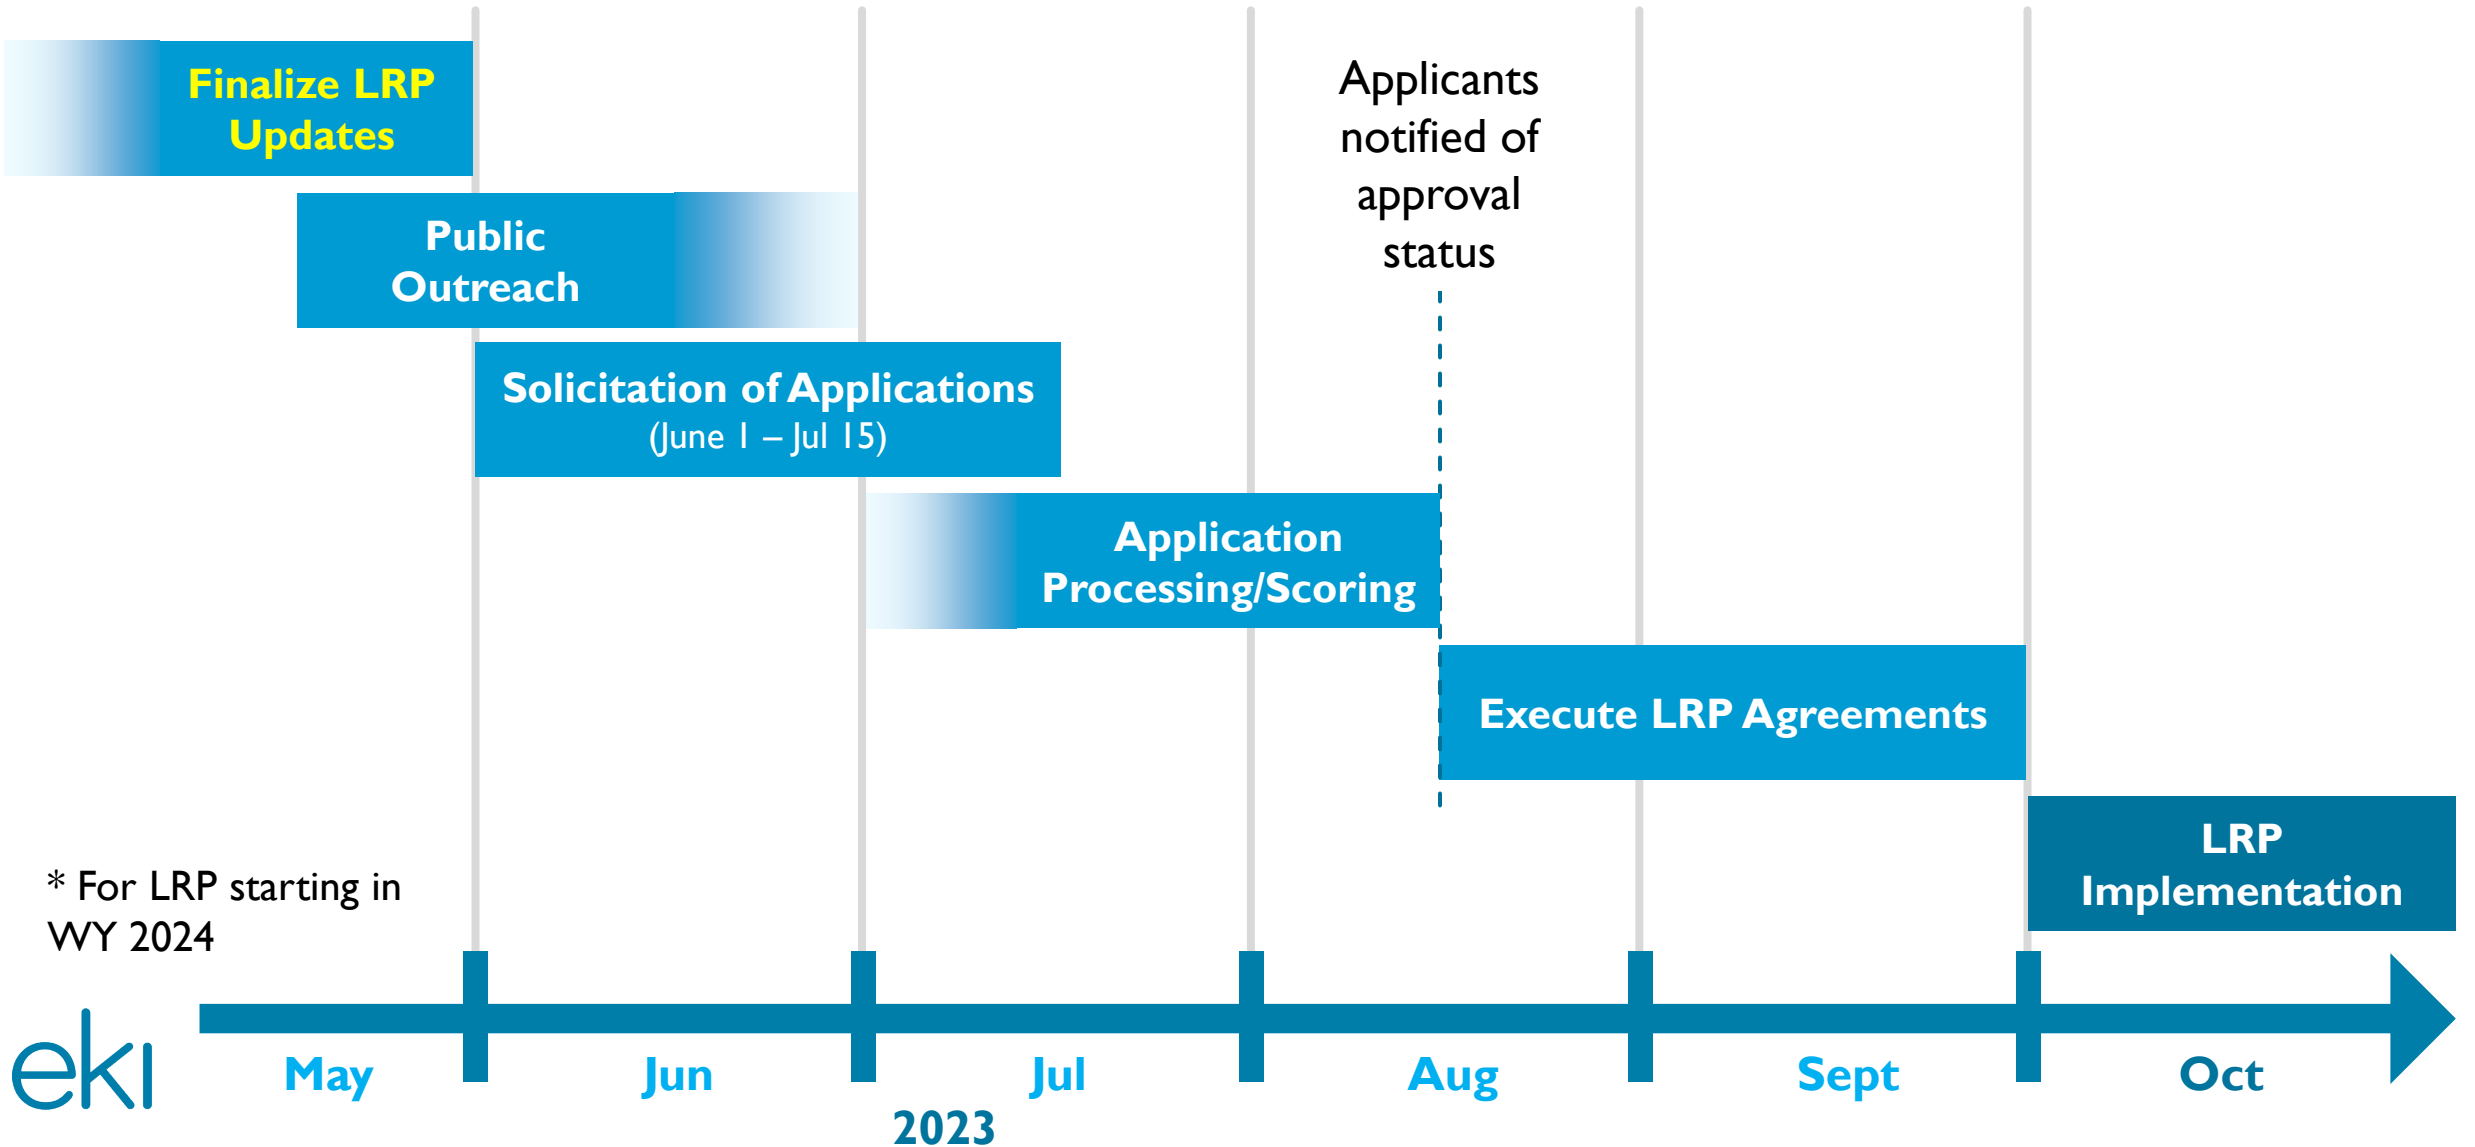 Finalize LRP
Updates
Applicants
notified of
approval
status
Public
Outreach
Solicitation of Applications
(June 1 – Jul 15)
Application
Processing/Scoring
Execute LRP Agreements
LRP
Implementation
* For LRP starting in
WY 2024
eki
May
Jun
Jul
Aug
Sept
Oct
2023